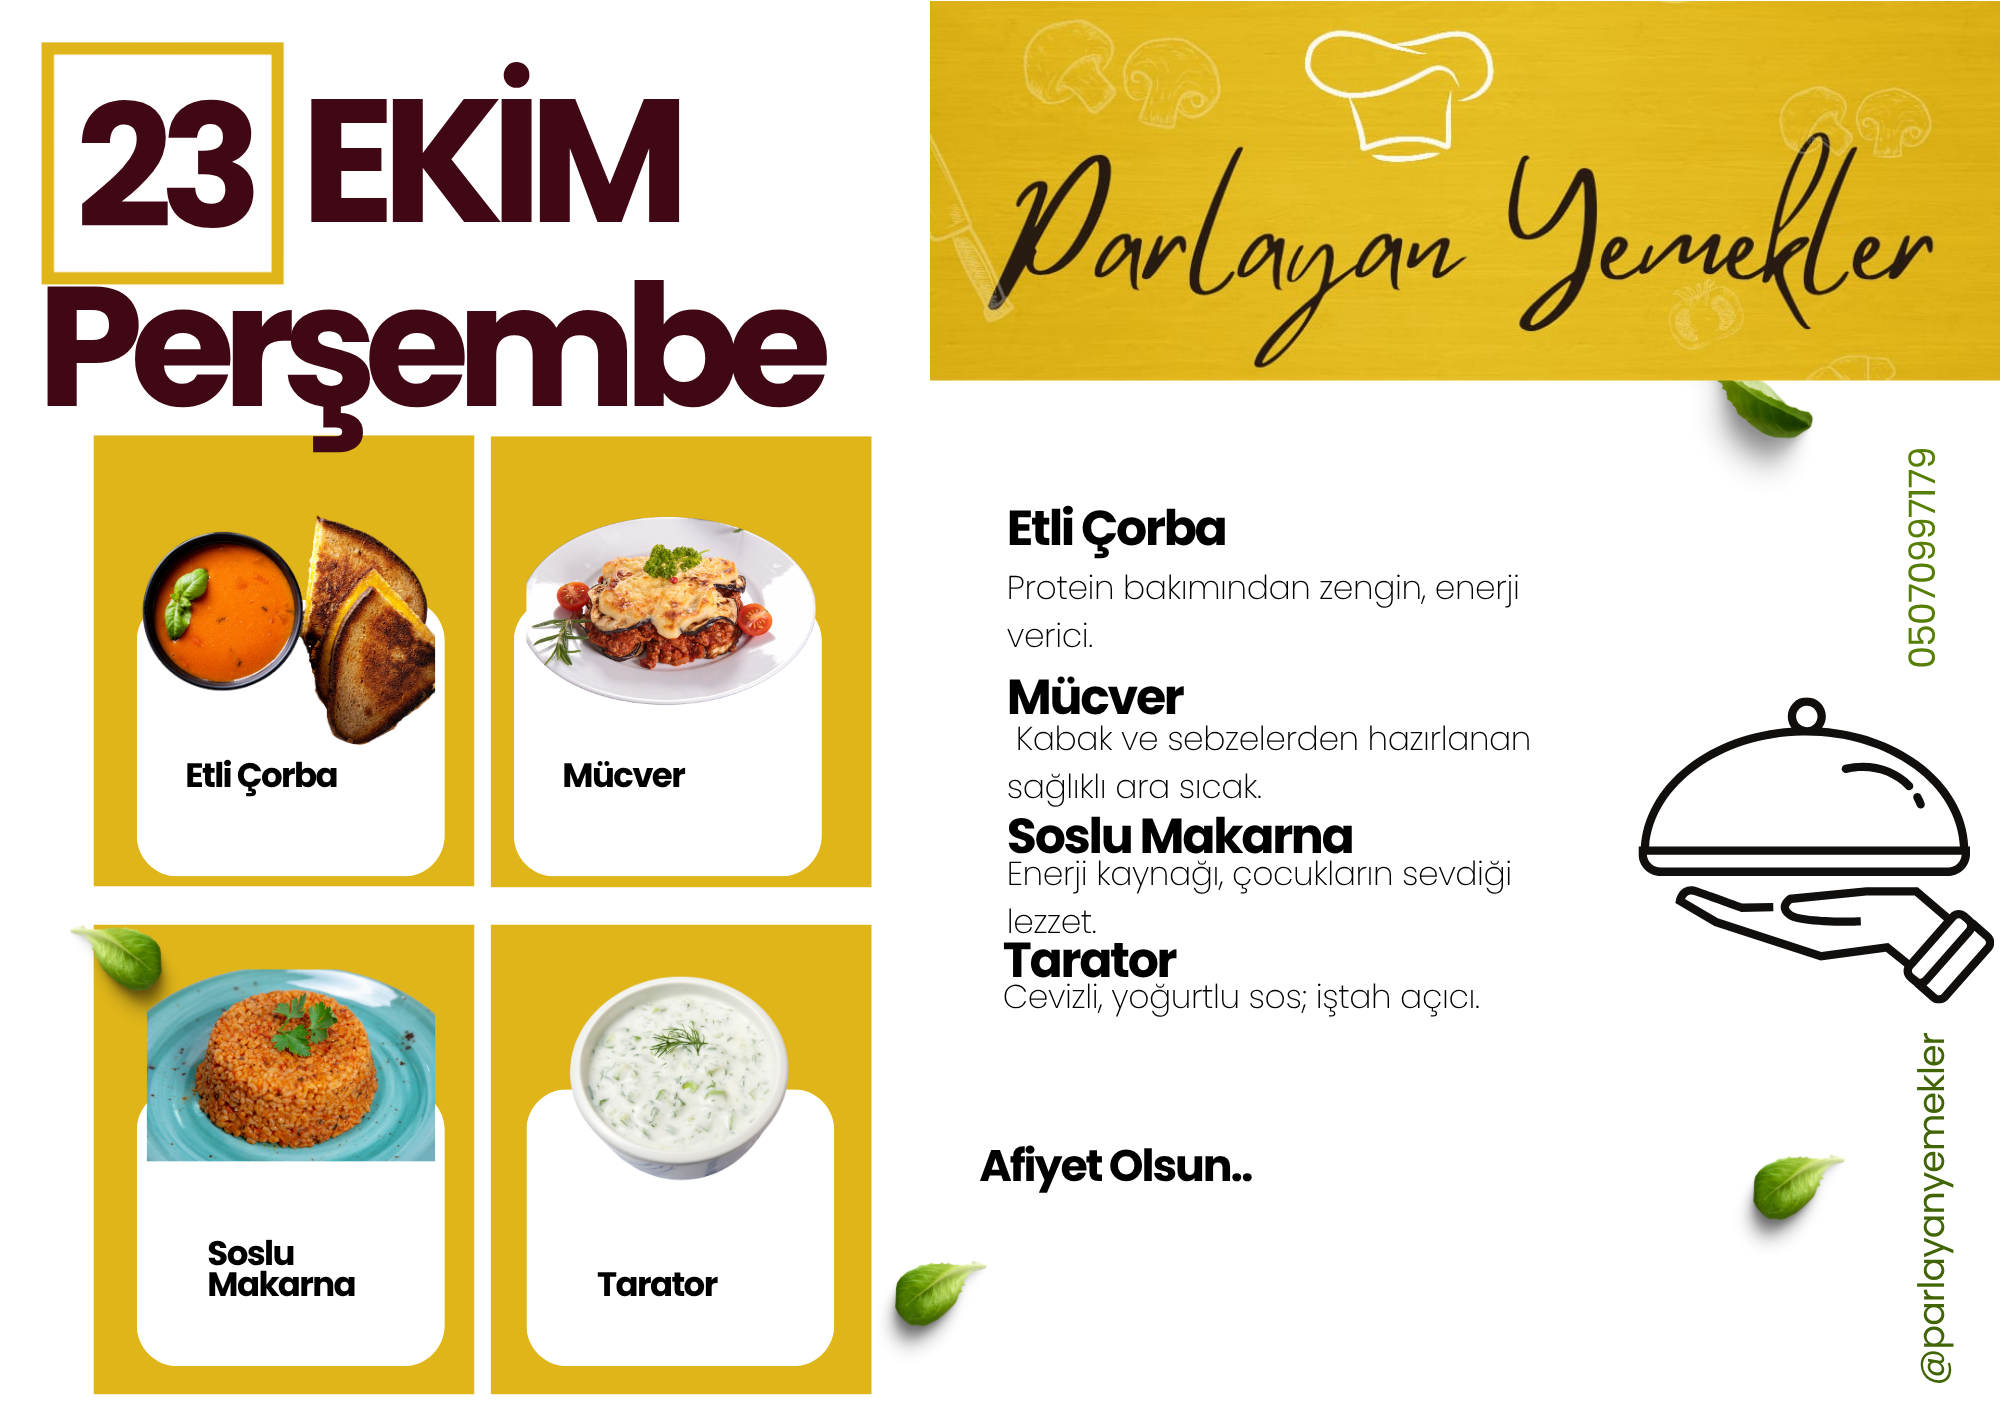 23 EKİM
Perşembe
Parlayan Yemekler
Etli Çorba
Mücver
Soslu
Makarna
Tarator
Etli Çorba
Protein bakımından zengin, enerji
verici.
Mücver
Kabak ve sebzelerden hazırlanan
sağlıklı ara sıcak.
Soslu Makarna
Enerji kaynağı, çocukların sevdiği
lezzet.
Tarator
Cevizli, yoğurtlu sos; iştah açıcı.
Afiyet Olsun..
05070997179
@parlayanyemekler